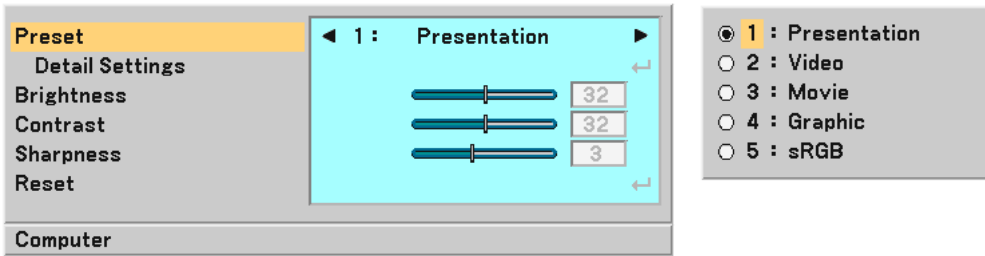 Preset
1 : Presentation
Detail Settings
Brightness
32
Contrast
32
Sharpness
3
Reset
Computer
1 : Presentation
2 : Video
3 : Movie
4 : Graphic
5 : sRGB